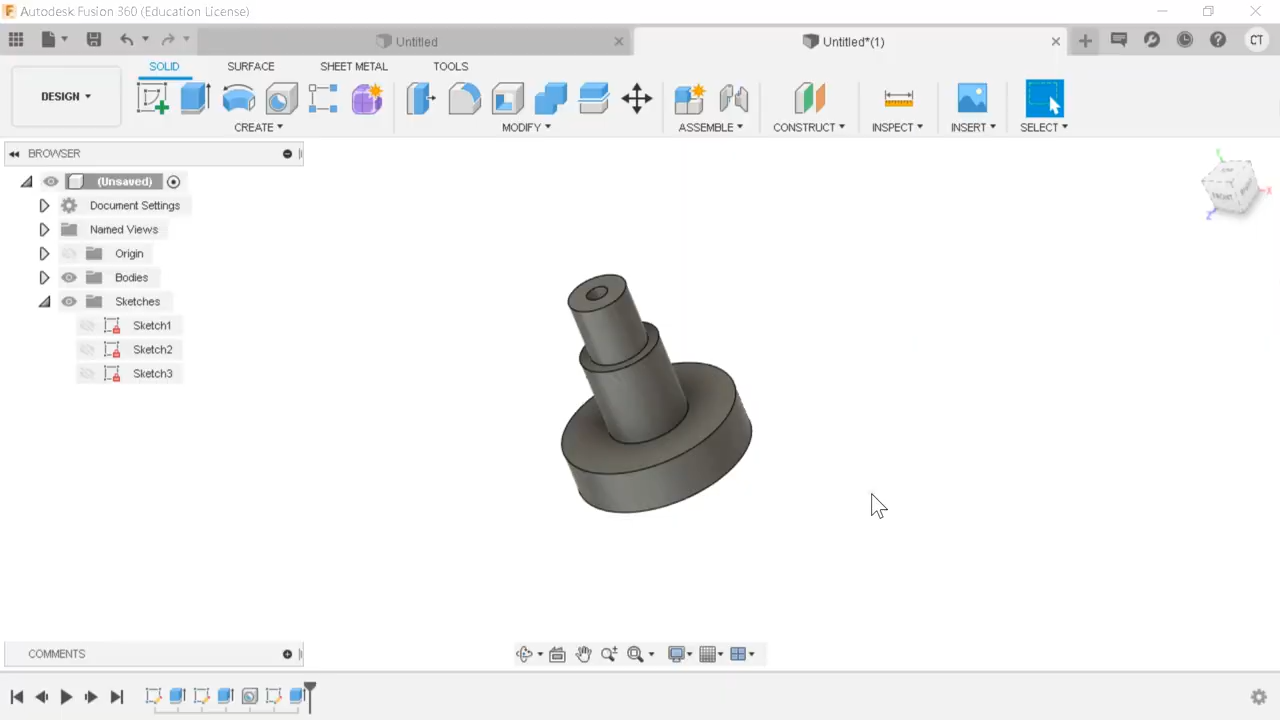 Autodesk Fusion 360 (Education License)
Untitled
Untitled*(1)
CT
SOLID
SURFACE
SHEET METAL
TOOLS
DESIGN
CREATE
MODIFY
ASSEMBLE
CONSTRUCT
INSPECT
INSERT
SELECT
BROWSER
(Unsaved)
Document Settings
Named Views
Origin
Bodies
Sketches
Sketch1
Sketch2
Sketch3
FRONT
X
Z
COMMENTS